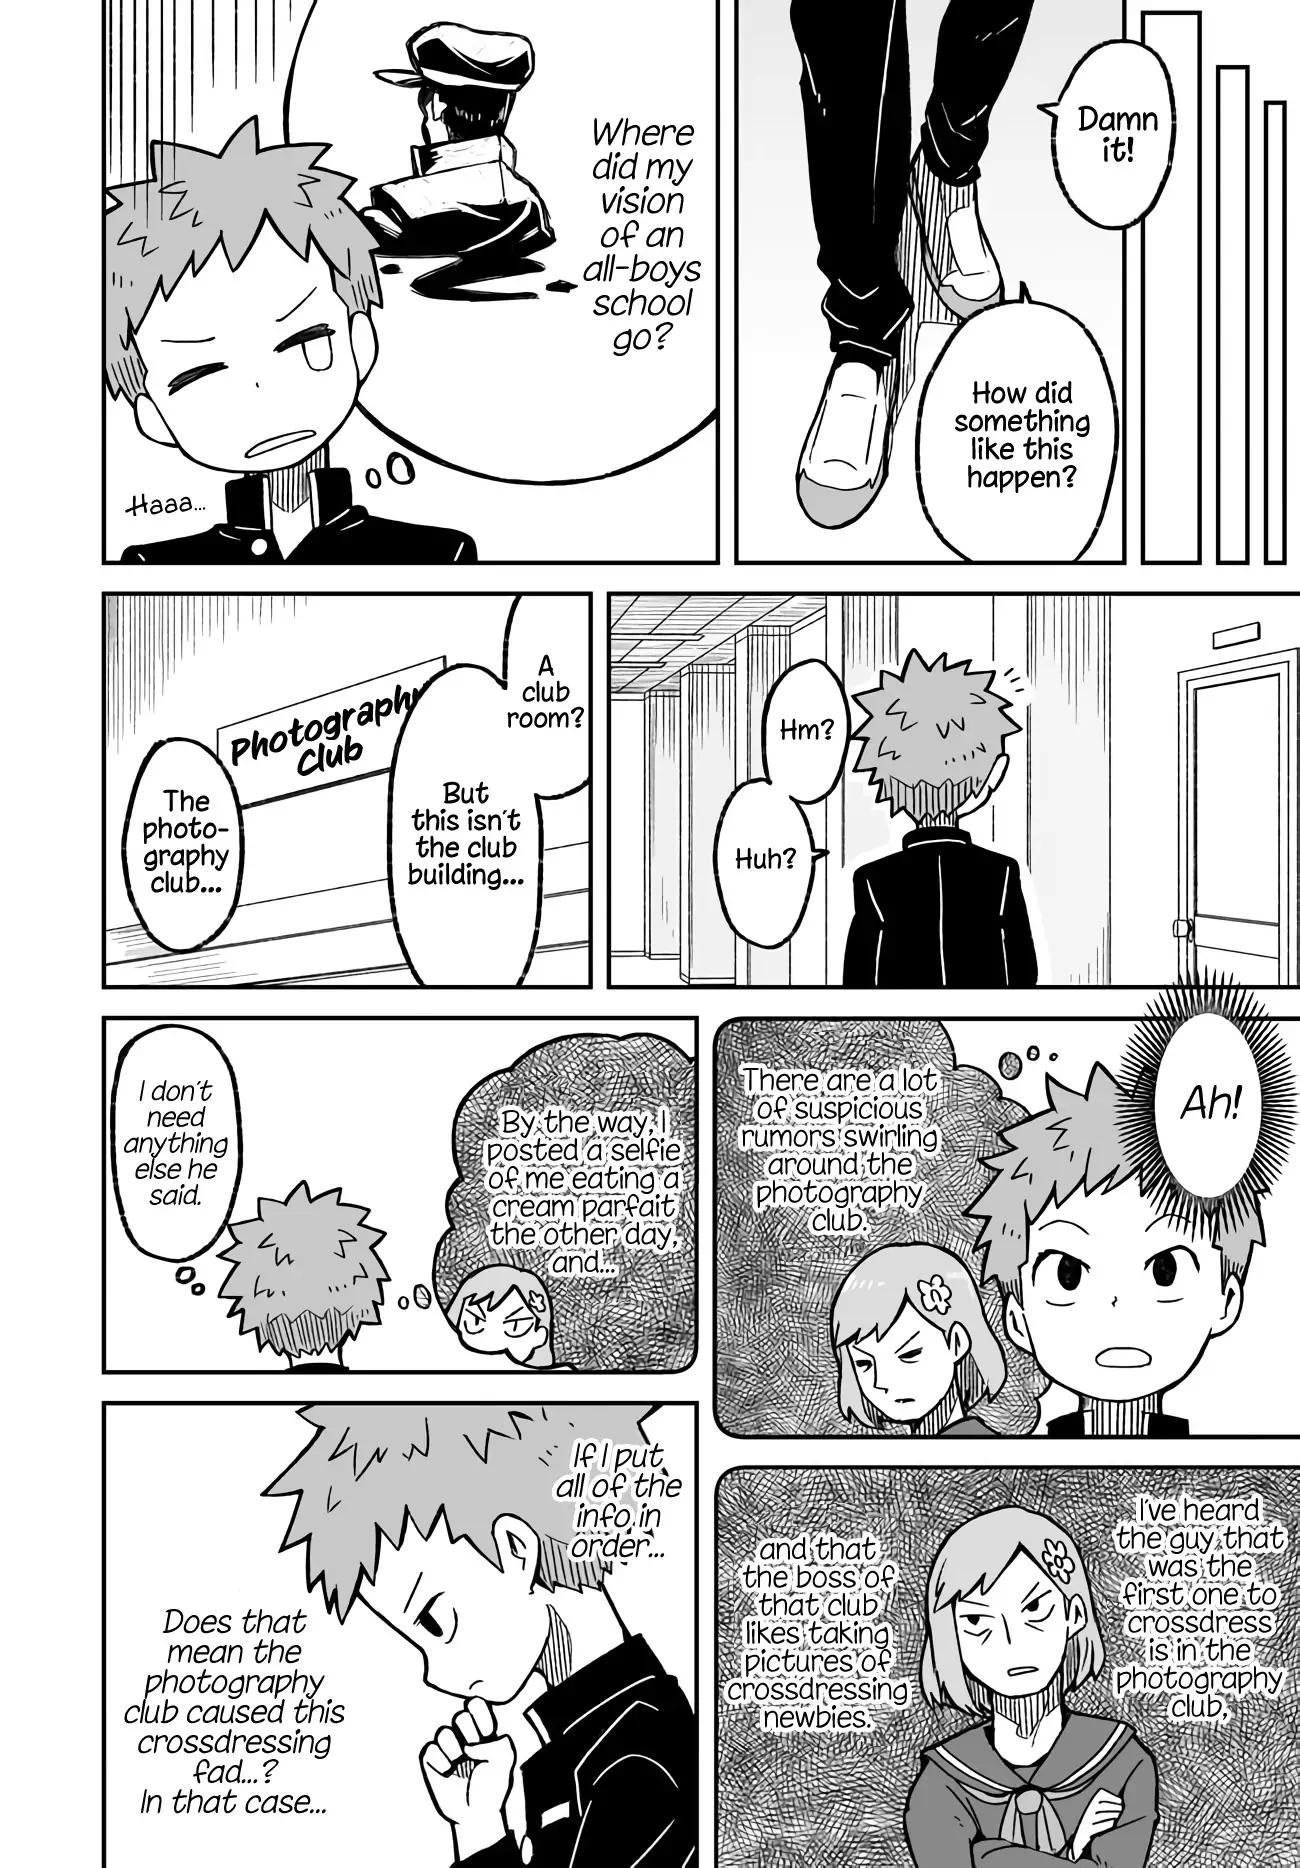 Damn
it!
How did
something
like this
happen?
Where
did my
vision
of an
all-boys
school
go?
Haaa...
Hm?
Huh?
A
club
room?
But
this isn't
the club
building...
Photography
Club
The
photo-
graphy
club...
Ah!
There are a lot
of suspicious
rumors swirling
around the
photography
club.
By the way, I
posted a selfie
of me eating a
cream parfait
the other day,
and...
I don't
need
anything
else he
said.
I've heard
the guy that
was the
first one to
crossdress
is in the
photography
club,
and that
the boss of
that club
likes taking
pictures of
crossdressing
newbies.
If I put
all of the
info in
order...
Does that
mean the
photography
club caused this
crossdressing
fad...?
In that case...